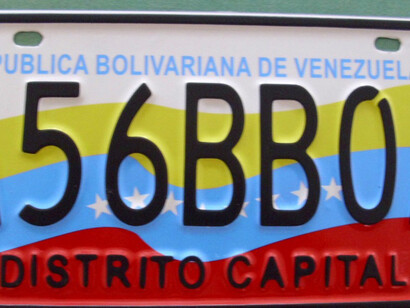 PUBLICA BOLIVARIANA DE VENEZUEL
56BB0
DISTRITO CAPITAL